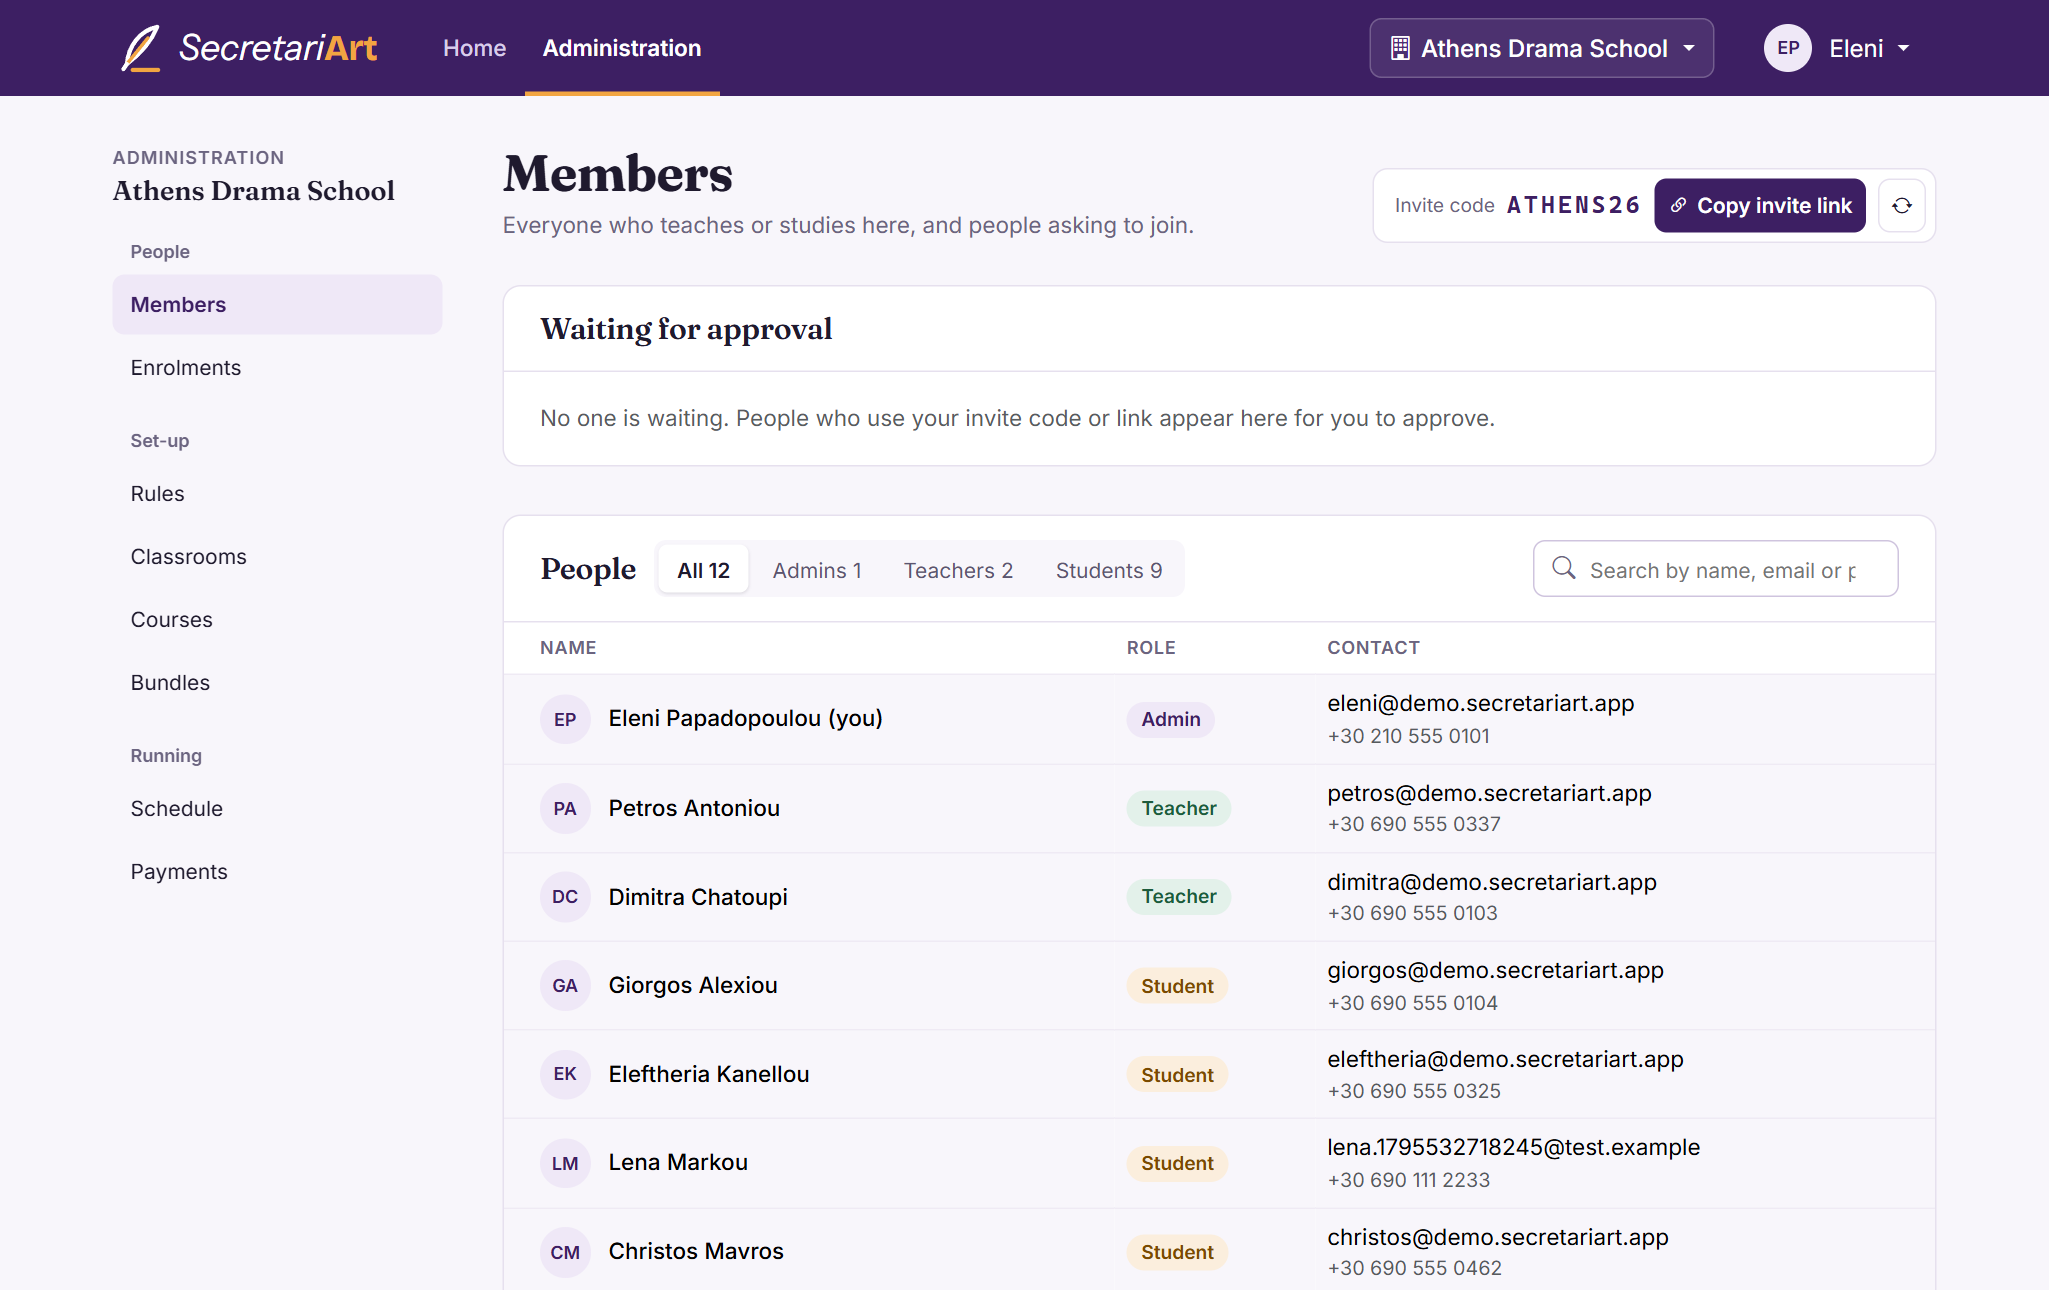 SecretariArt
Home
Administration
Athens Drama School
EP
Eleni
ADMINISTRATION
Athens Drama School
People
Members
Enrolments
Set-up
Rules
Classrooms
Courses
Bundles
Running
Schedule
Payments
Members
Everyone who teaches or studies here, and people asking to join.
Invite code ATHENS26
Copy invite link
Waiting for approval
No one is waiting. People who use your invite code or link appear here for you to approve.
People
All 12
Admins 1
Teachers 2
Students 9
Search by name, email or p
NAME
ROLE
CONTACT
EP
Eleni Papadopoulou (you)
Admin
eleni@demo.secretariart.app
+30 210 555 0101
PA
Petros Antoniou
Teacher
petros@demo.secretariart.app
+30 690 555 0337
DC
Dimitra Chatoupi
Teacher
dimitra@demo.secretariart.app
+30 690 555 0103
GA
Giorgos Alexiou
Student
giorgos@demo.secretariart.app
+30 690 555 0104
EK
Eleftheria Kanellou
Student
eleftheria@demo.secretariart.app
+30 690 555 0325
LM
Lena Markou
Student
lena.1795532718245@test.example
+30 690 111 2233
CM
Christos Mavros
Student
christos@demo.secretariart.app
+30 690 555 0462